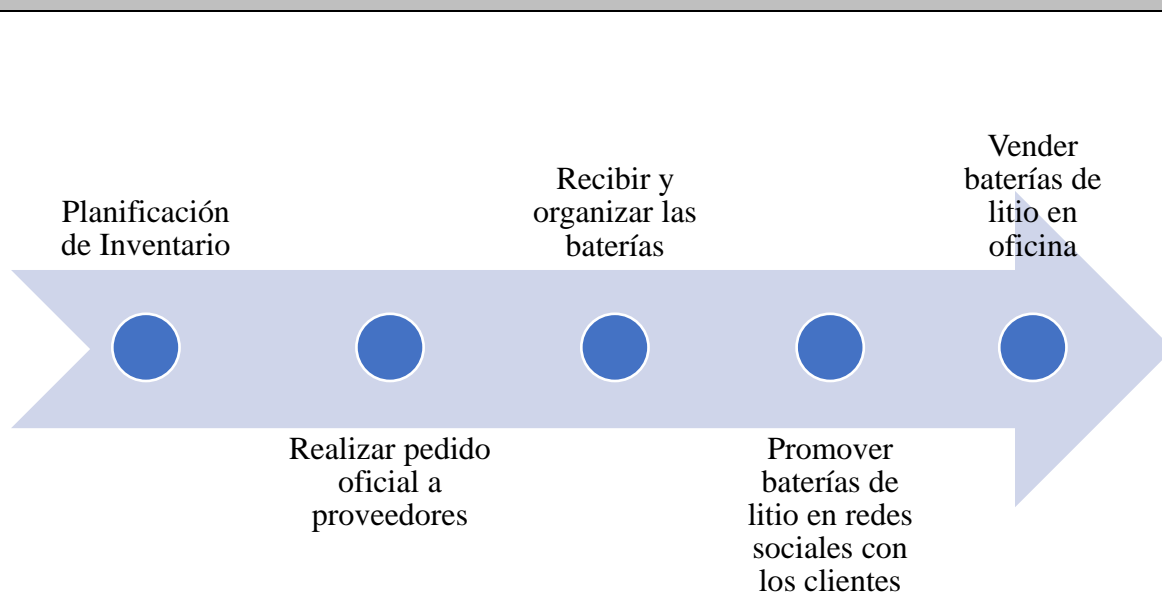 Planificación
de Inventario
Realizar pedido
oficial a
proveedores
Recibir y
organizar las
baterías
Promover
baterías de
litio en redes
sociales con
los clientes
Vender
baterías de
litio en
oficina